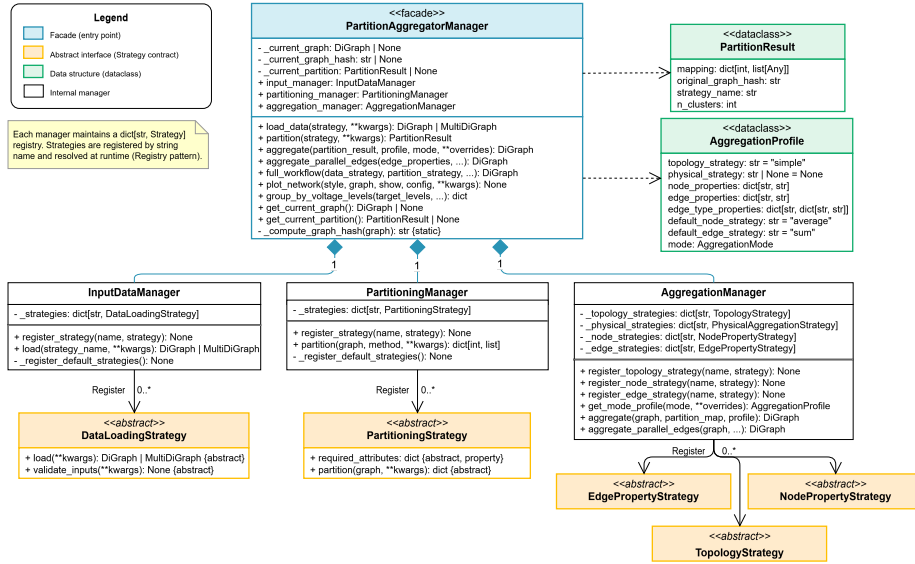 Legend
Facade (entry point)
Abstract interface (Strategy contract)
Data structure (dataclass)
Internal manager
Each manager maintains a dict[str, Strategy]
registry. Strategies are registered by string
name and resolved at runtime (Registry pattern).
<<facade>>
PartitionAggregatorManager
- _current_graph: DiGraph | None
- _current_graph_hash: str | None
- _current_partition: PartitionResult | None
+ input_manager: InputDataManager
+ partitioning_manager: PartitioningManager
+ aggregation_manager: AggregationManager
+ load_data(strategy, **kwargs): DiGraph | MultiDiGraph
+ partition(strategy, **kwargs): PartitionResult
+ aggregate(partition_result, profile, mode, **overrides): DiGraph
+ aggregate_parallel_edges(edge_properties, ...): DiGraph
+ full_workflow(data_strategy, partition_strategy, ...): DiGraph
+ plot_network(style, graph, show, config, **kwargs): None
+ group_by_voltage_levels(target_levels, ...): dict
+ get_current_graph(): DiGraph | None
+ get_current_partition(): PartitionResult | None
- _compute_graph_hash(graph): str {static}
<<dataclass>>
PartitionResult
mapping: dict[int, list[Any]]
original_graph_hash: str
strategy_name: str
n_clusters: int
<<dataclass>>
AggregationProfile
topology_strategy: str = "simple"
physical_strategy: str | None = None
node_properties: dict[str, str]
edge_properties: dict[str, str]
edge_type_properties: dict[str, dict[str, str]]
default_node_strategy: str = "average"
default_edge_strategy: str = "sum"
mode: AggregationMode
1
1
1
InputDataManager
- _strategies: dict[str, DataLoadingStrategy]
+ register_strategy(name, strategy): None
+ load(strategy_name, **kwargs): DiGraph | MultiDiGraph
- _register_default_strategies(): None
PartitioningManager
- _strategies: dict[str, PartitioningStrategy]
+ register_strategy(name, strategy): None
+ partition(graph, method, **kwargs): dict[int, list]
- _register_default_strategies(): None
AggregationManager
- _topology_strategies: dict[str, TopologyStrategy]
- _physical_strategies: dict[str, PhysicalAggregationStrategy]
- _node_strategies: dict[str, NodePropertyStrategy]
- _edge_strategies: dict[str, EdgePropertyStrategy]
+ register_topology_strategy(name, strategy): None
+ register_node_strategy(name, strategy): None
+ register_edge_strategy(name, strategy): None
+ get_mode_profile(mode, **overrides): AggregationProfile
+ aggregate(graph, partition_map, profile): DiGraph
+ aggregate_parallel_edges(graph, ...): DiGraph
Register 0..*
Register 0..*
Register 0..*
<<abstract>>
DataLoadingStrategy
+ load(**kwargs): DiGraph | MultiDiGraph {abstract}
+ validate_inputs(**kwargs): None {abstract}
<<abstract>>
PartitioningStrategy
+ required_attributes: dict {abstract, property}
+ partition(graph, **kwargs): dict {abstract}
<<abstract>>
EdgePropertyStrategy
<<abstract>>
NodePropertyStrategy
<<abstract>>
TopologyStrategy